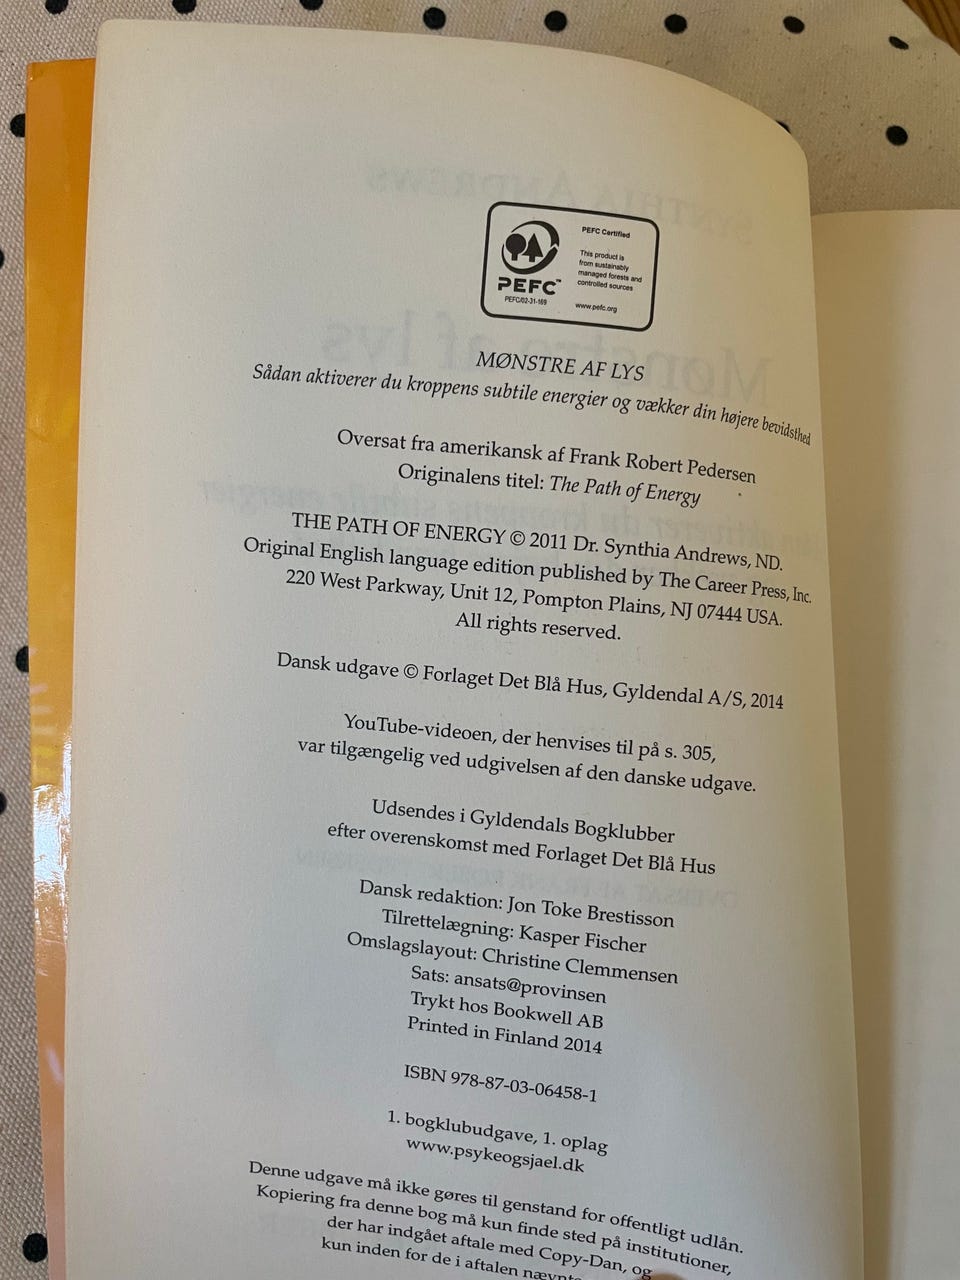 PEFC Certified
This product is
from sustainably
managed forests and
controlled sources
PEFC™
PEFC/02-31-169
www.pefc.org
MØNSTRE AF LYS
Sådan aktiverer du kroppens subtile energier og vækker din højere bevidsthed
Oversat fra amerikansk af Frank Robert Pedersen
Originalens titel: The Path of Energy
THE PATH OF ENERGY © 2011 Dr. Synthia Andrews, ND.
Original English language edition published by The Career Press, Inc.
220 West Parkway, Unit 12, Pompton Plains, NJ 07444 USA.
All rights reserved.
Dansk udgave © Forlaget Det Blå Hus, Gyldendal A/S, 2014
YouTube-videoen, der henvises til på s. 305,
var tilgængelig ved udgivelsen af den danske udgave.
Udsendes i Gyldendals Bogklubber
efter overenskomst med Forlaget Det Blå Hus
Dansk redaktion: Jon Toke Brestisson
Tilrettelægning: Kasper Fischer
Omslagslayout: Christine Clemmensen
Sats: ansats@provinsen
Trykt hos Bookwell AB
Printed in Finland 2014
ISBN 978-87-03-06458-1
1. bogklubudgave, 1. oplag
www.psykeogsjael.dk
Denne udgave må ikke gøres til genstand for offentligt udlån.
Kopiering fra denne bog må kun finde sted på institutioner,
der har indgået aftale med Copy-Dan, og
kun inden for de i aftalen